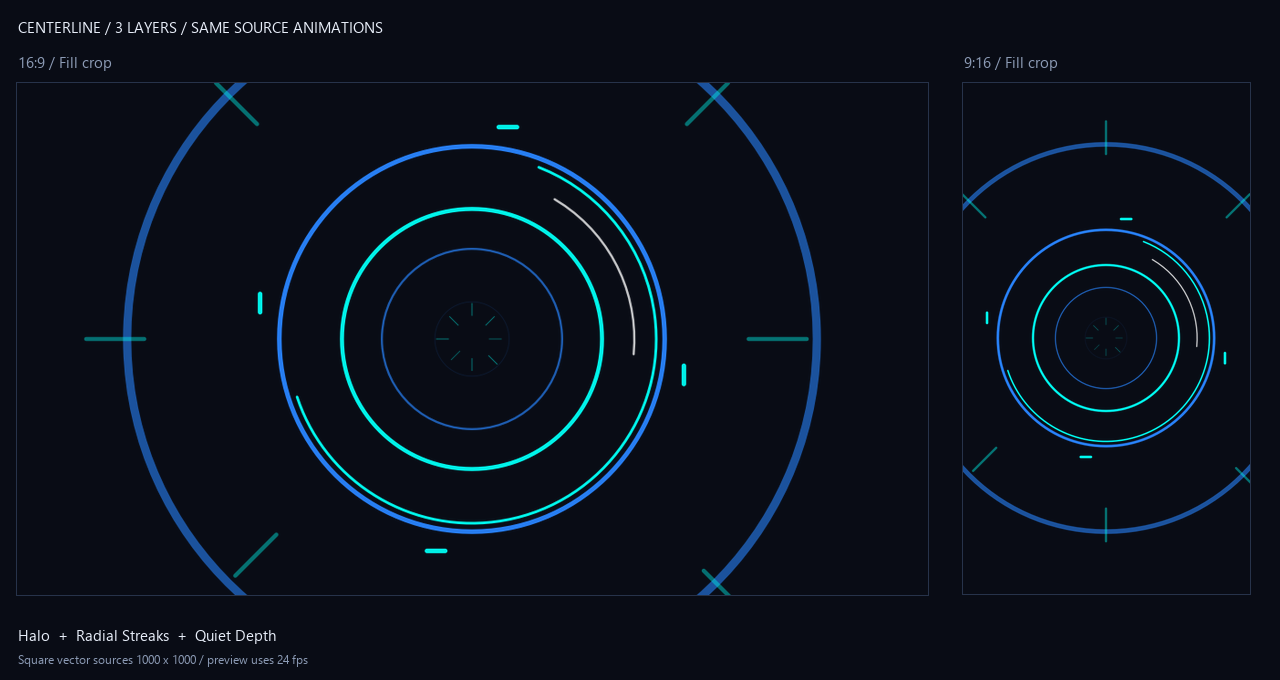 CENTERLINE / 3 LAYERS / SAME SOURCE ANIMATIONS
16:9 / Fill crop
9:16 / Fill crop
Halo + Radial Streaks + Quiet Depth
Square vector sources 1000 x 1000 / preview uses 24 fps